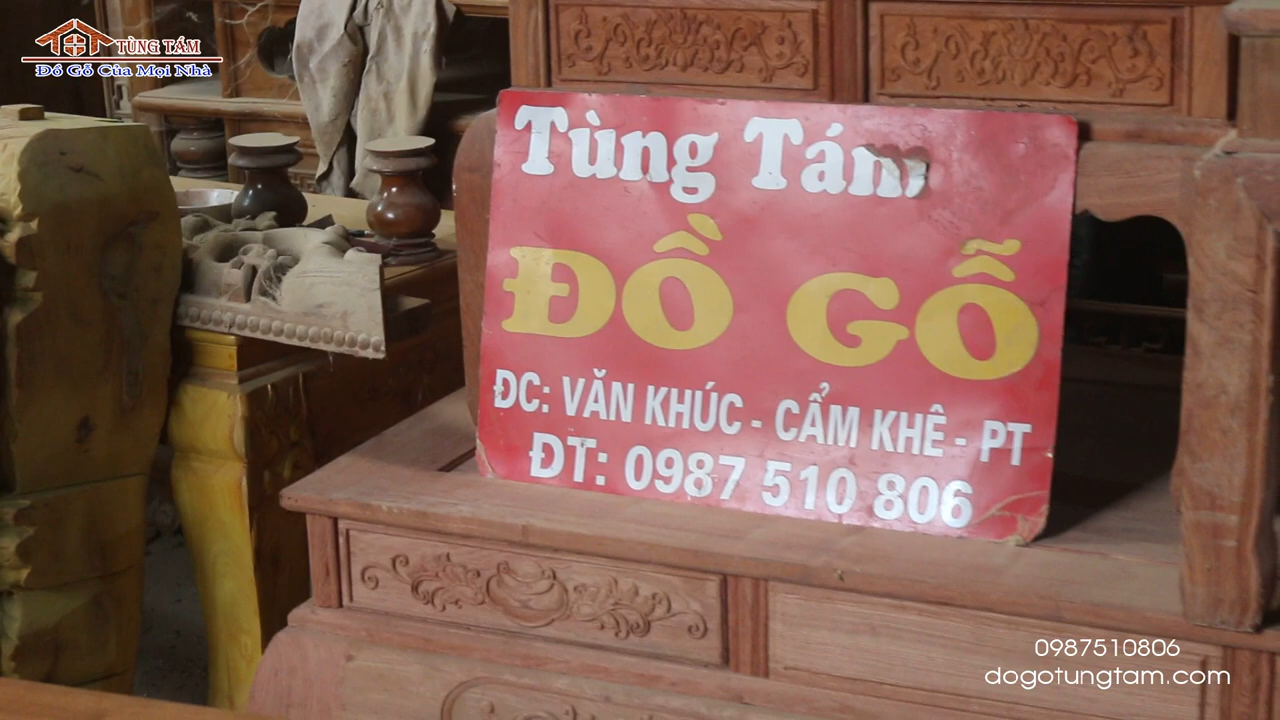 TÙNG TÁM
Đồ Gỗ Của Mọi Nhà
Tùng Tám
ĐỒ GỖ
ĐC: VĂN KHÚC - CẨM KHÊ - PT
ĐT: 0987 510 806
0987510806
dogotungtam.com